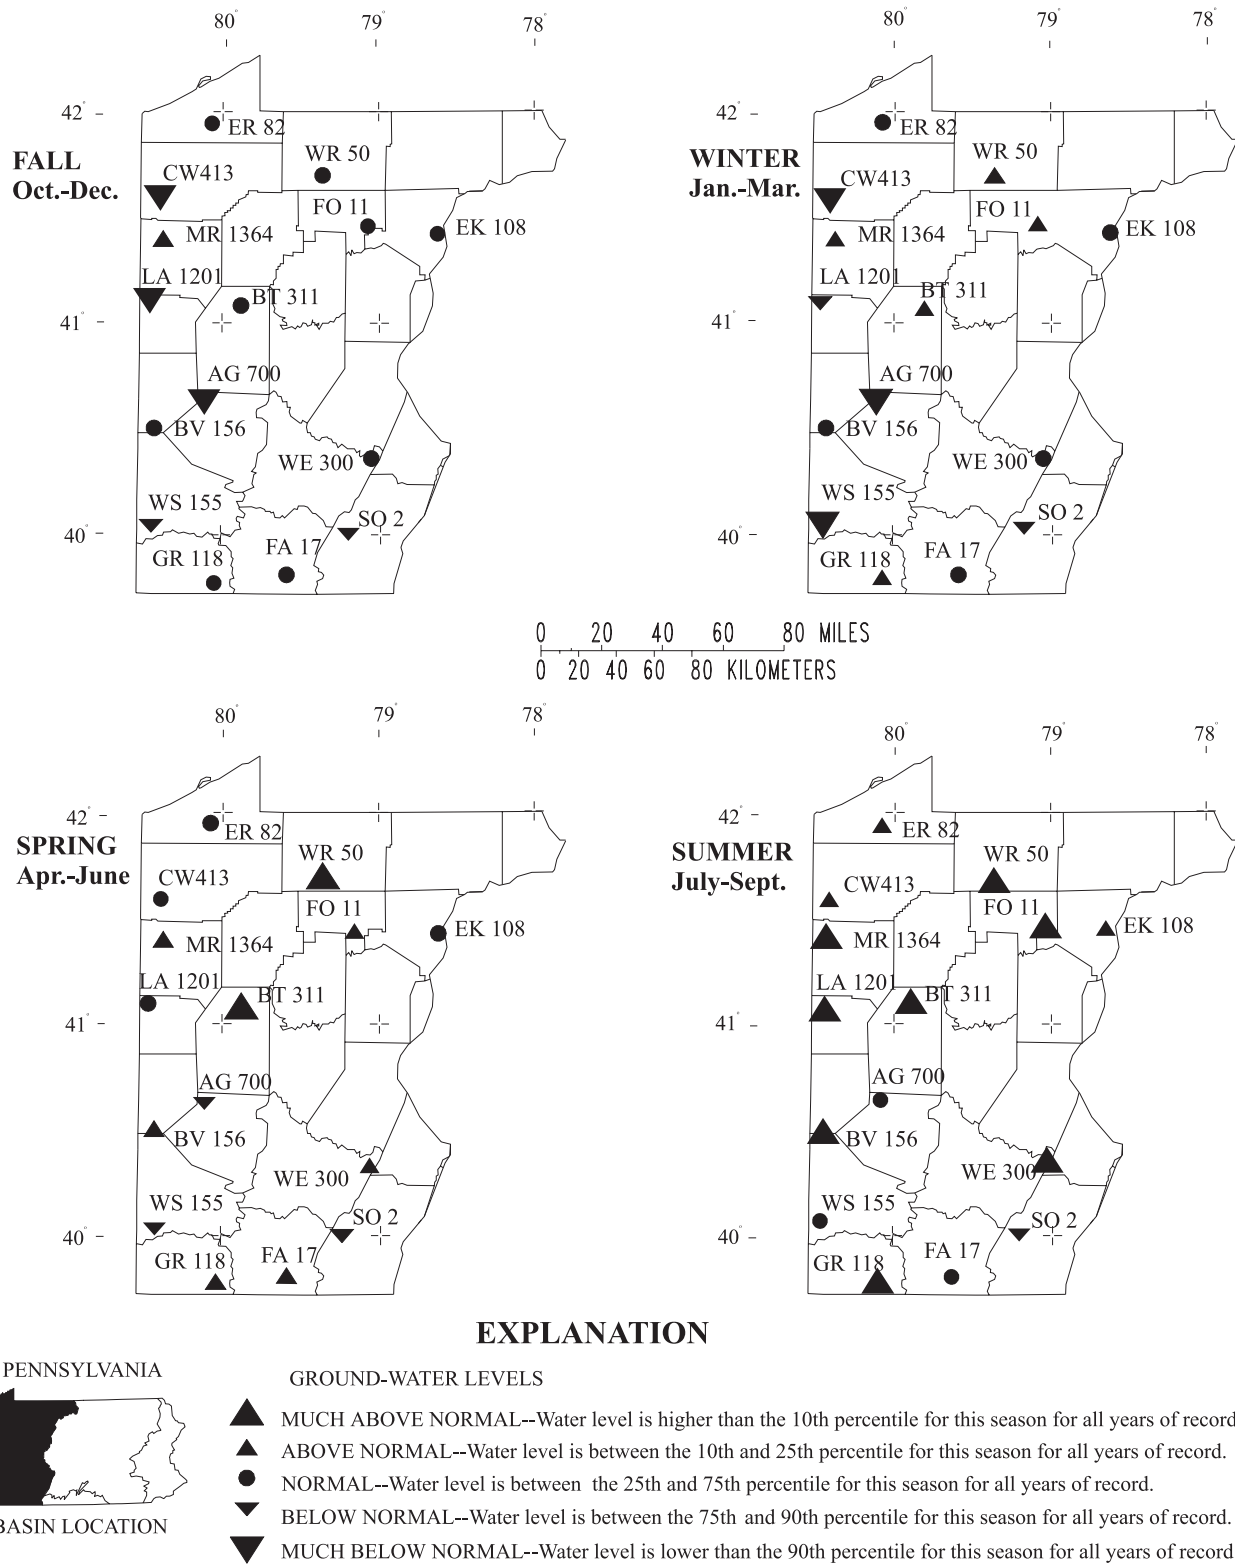 80° 79° 78°
42°
ER 82
FALL
Oct.-Dec.
WR 50
CW413
FO 11
EK 108
MR 1364
LA 1201
BT 311
41°
AG 700
BV 156
WE 300
WS 155
SO 2
40°
GR 118
FA 17
80° 79° 78°
42°
ER 82
WINTER
Jan.-Mar.
WR 50
CW413
FO 11
EK 108
MR 1364
LA 1201
BT 311
41°
AG 700
BV 156
WE 300
WS 155
SO 2
40°
GR 118
FA 17
0 20 40 60 80 MILES
0 20 40 60 80 KILOMETERS
80° 79° 78°
42°
ER 82
SPRING
Apr.-June
WR 50
CW413
FO 11
EK 108
MR 1364
LA 1201
BT 311
41°
AG 700
BV 156
WE 300
WS 155
SO 2
40°
GR 118
FA 17
80° 79° 78°
42°
ER 82
SUMMER
July-Sept.
WR 50
CW413
FO 11
EK 108
MR 1364
LA 1201
BT 311
41°
AG 700
BV 156
WE 300
WS 155
SO 2
40°
GR 118
FA 17
EXPLANATION
PENNSYLVANIA
BASIN LOCATION
GROUND-WATER LEVELS
MUCH ABOVE NORMAL--Water level is higher than the 10th percentile for this season for all years of record
ABOVE NORMAL--Water level is between the 10th and 25th percentile for this season for all years of record.
NORMAL--Water level is between the 25th and 75th percentile for this season for all years of record.
BELOW NORMAL--Water level is between the 75th and 90th percentile for this season for all years of record.
MUCH BELOW NORMAL--Water level is lower than the 90th percentile for this season for all years of record